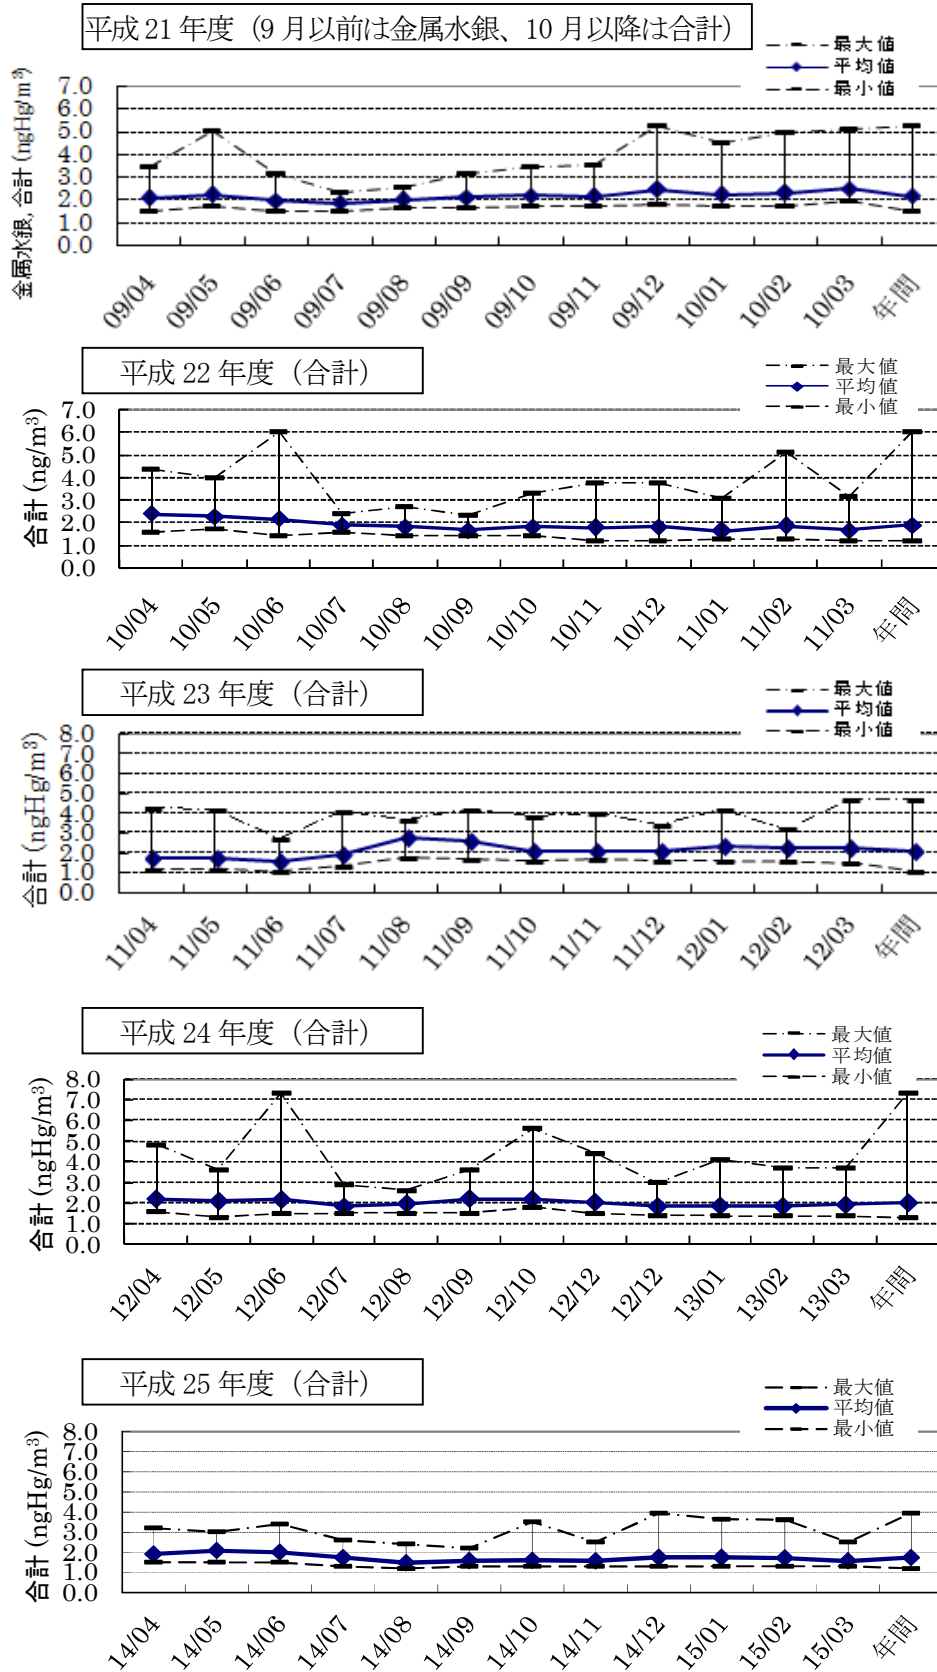 平成 21 年度（9 月以前は金属水銀、10 月以降は合計）
最大値
平均値
最小値
金属水銀, 合計 (ngHg/m³)
7.0
6.0
5.0
4.0
3.0
2.0
1.0
0.0
09/04 09/05 09/06 09/07 09/08 09/09 09/10 09/11 09/12 10/01 10/02 10/03 年間
平成 22 年度（合計）
最大値
平均値
最小値
合計 (ng/m³)
7.0
6.0
5.0
4.0
3.0
2.0
1.0
0.0
10/04 10/05 10/06 10/07 10/08 10/09 10/10 10/11 10/12 11/01 11/02 11/03 年間
平成 23 年度（合計）
最大値
平均値
最小値
合計 (ngHg/m³)
8.0
7.0
6.0
5.0
4.0
3.0
2.0
1.0
0.0
11/04 11/05 11/06 11/07 11/08 11/09 11/10 11/11 11/12 12/01 12/02 12/03 年間
平成 24 年度（合計）
最大値
平均値
最小値
合計 (ngHg/m³)
8.0
7.0
6.0
5.0
4.0
3.0
2.0
1.0
0.0
12/04 12/05 12/06 12/07 12/08 12/09 12/10 12/12 12/12 13/01 13/02 13/03 年間
平成 25 年度（合計）
最大値
平均値
最小値
合計 (ngHg/m³)
8.0
7.0
6.0
5.0
4.0
3.0
2.0
1.0
0.0
14/04 14/05 14/06 14/07 14/08 14/09 14/10 14/11 14/12 15/01 15/02 15/03 年間